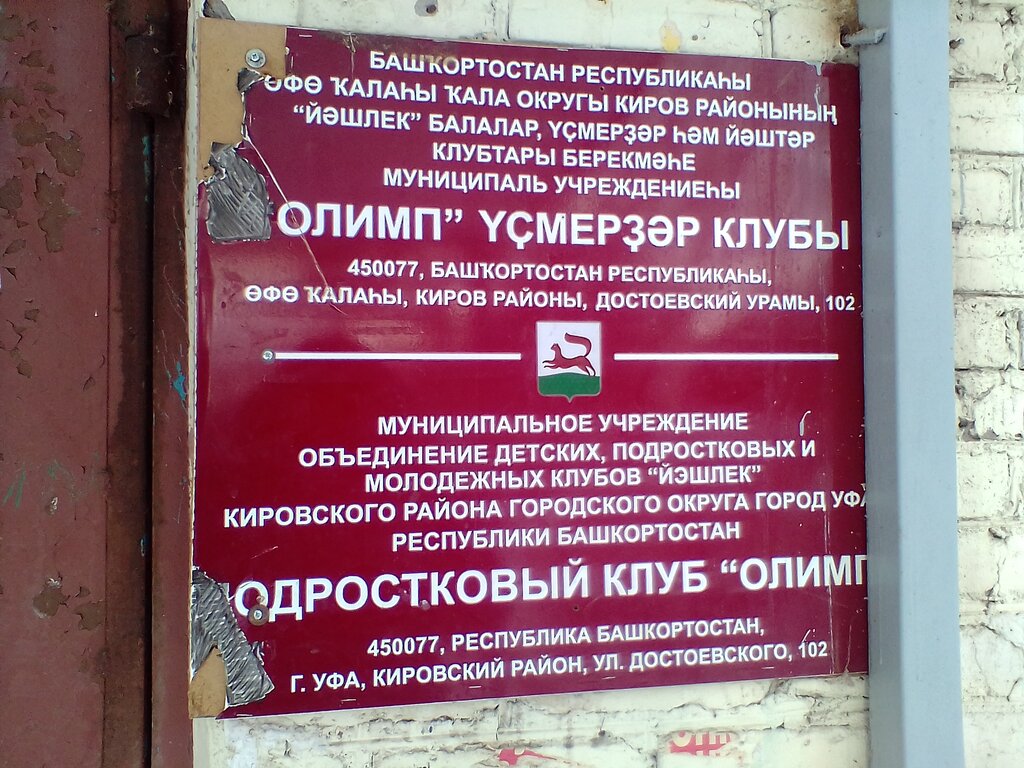 БАШҠОРТОСТАН РЕСПУБЛИКАҺЫ
ӨФӨ ҠАЛАҺЫ ҠАЛА ОКРУГЫ КИРОВ РАЙОНЫНЫҢ
“ЙӘШЛЕК” БАЛАЛАР, ҮҪМЕРҘӘР ҺӘМ ЙӘШТӘР
КЛУБТАРЫ БЕРЕКМӘҺЕ
МУНИЦИПАЛЬ УЧРЕЖДЕНИЕҺЫ
ОЛИМП” ҮҪМЕРҘӘР КЛУБЫ
450077, БАШҠОРТОСТАН РЕСПУБЛИКАҺЫ,
ӨФӨ ҠАЛАҺЫ, КИРОВ РАЙОНЫ, ДОСТОЕВСКИЙ УРАМЫ, 102
МУНИЦИПАЛЬНОЕ УЧРЕЖДЕНИЕ
ОБЪЕДИНЕНИЕ ДЕТСКИХ, ПОДРОСТКОВЫХ И
МОЛОДЕЖНЫХ КЛУБОВ “ЙЭШЛЕК”
КИРОВСКОГО РАЙОНА ГОРОДСКОГО ОКРУГА ГОРОД УФА
РЕСПУБЛИКИ БАШКОРТОСТАН
ПОДРОСТКОВЫЙ КЛУБ “ОЛИМП
450077, РЕСПУБЛИКА БАШКОРТОСТАН,
Г. УФА, КИРОВСКИЙ РАЙОН, УЛ. ДОСТОЕВСКОГО, 102